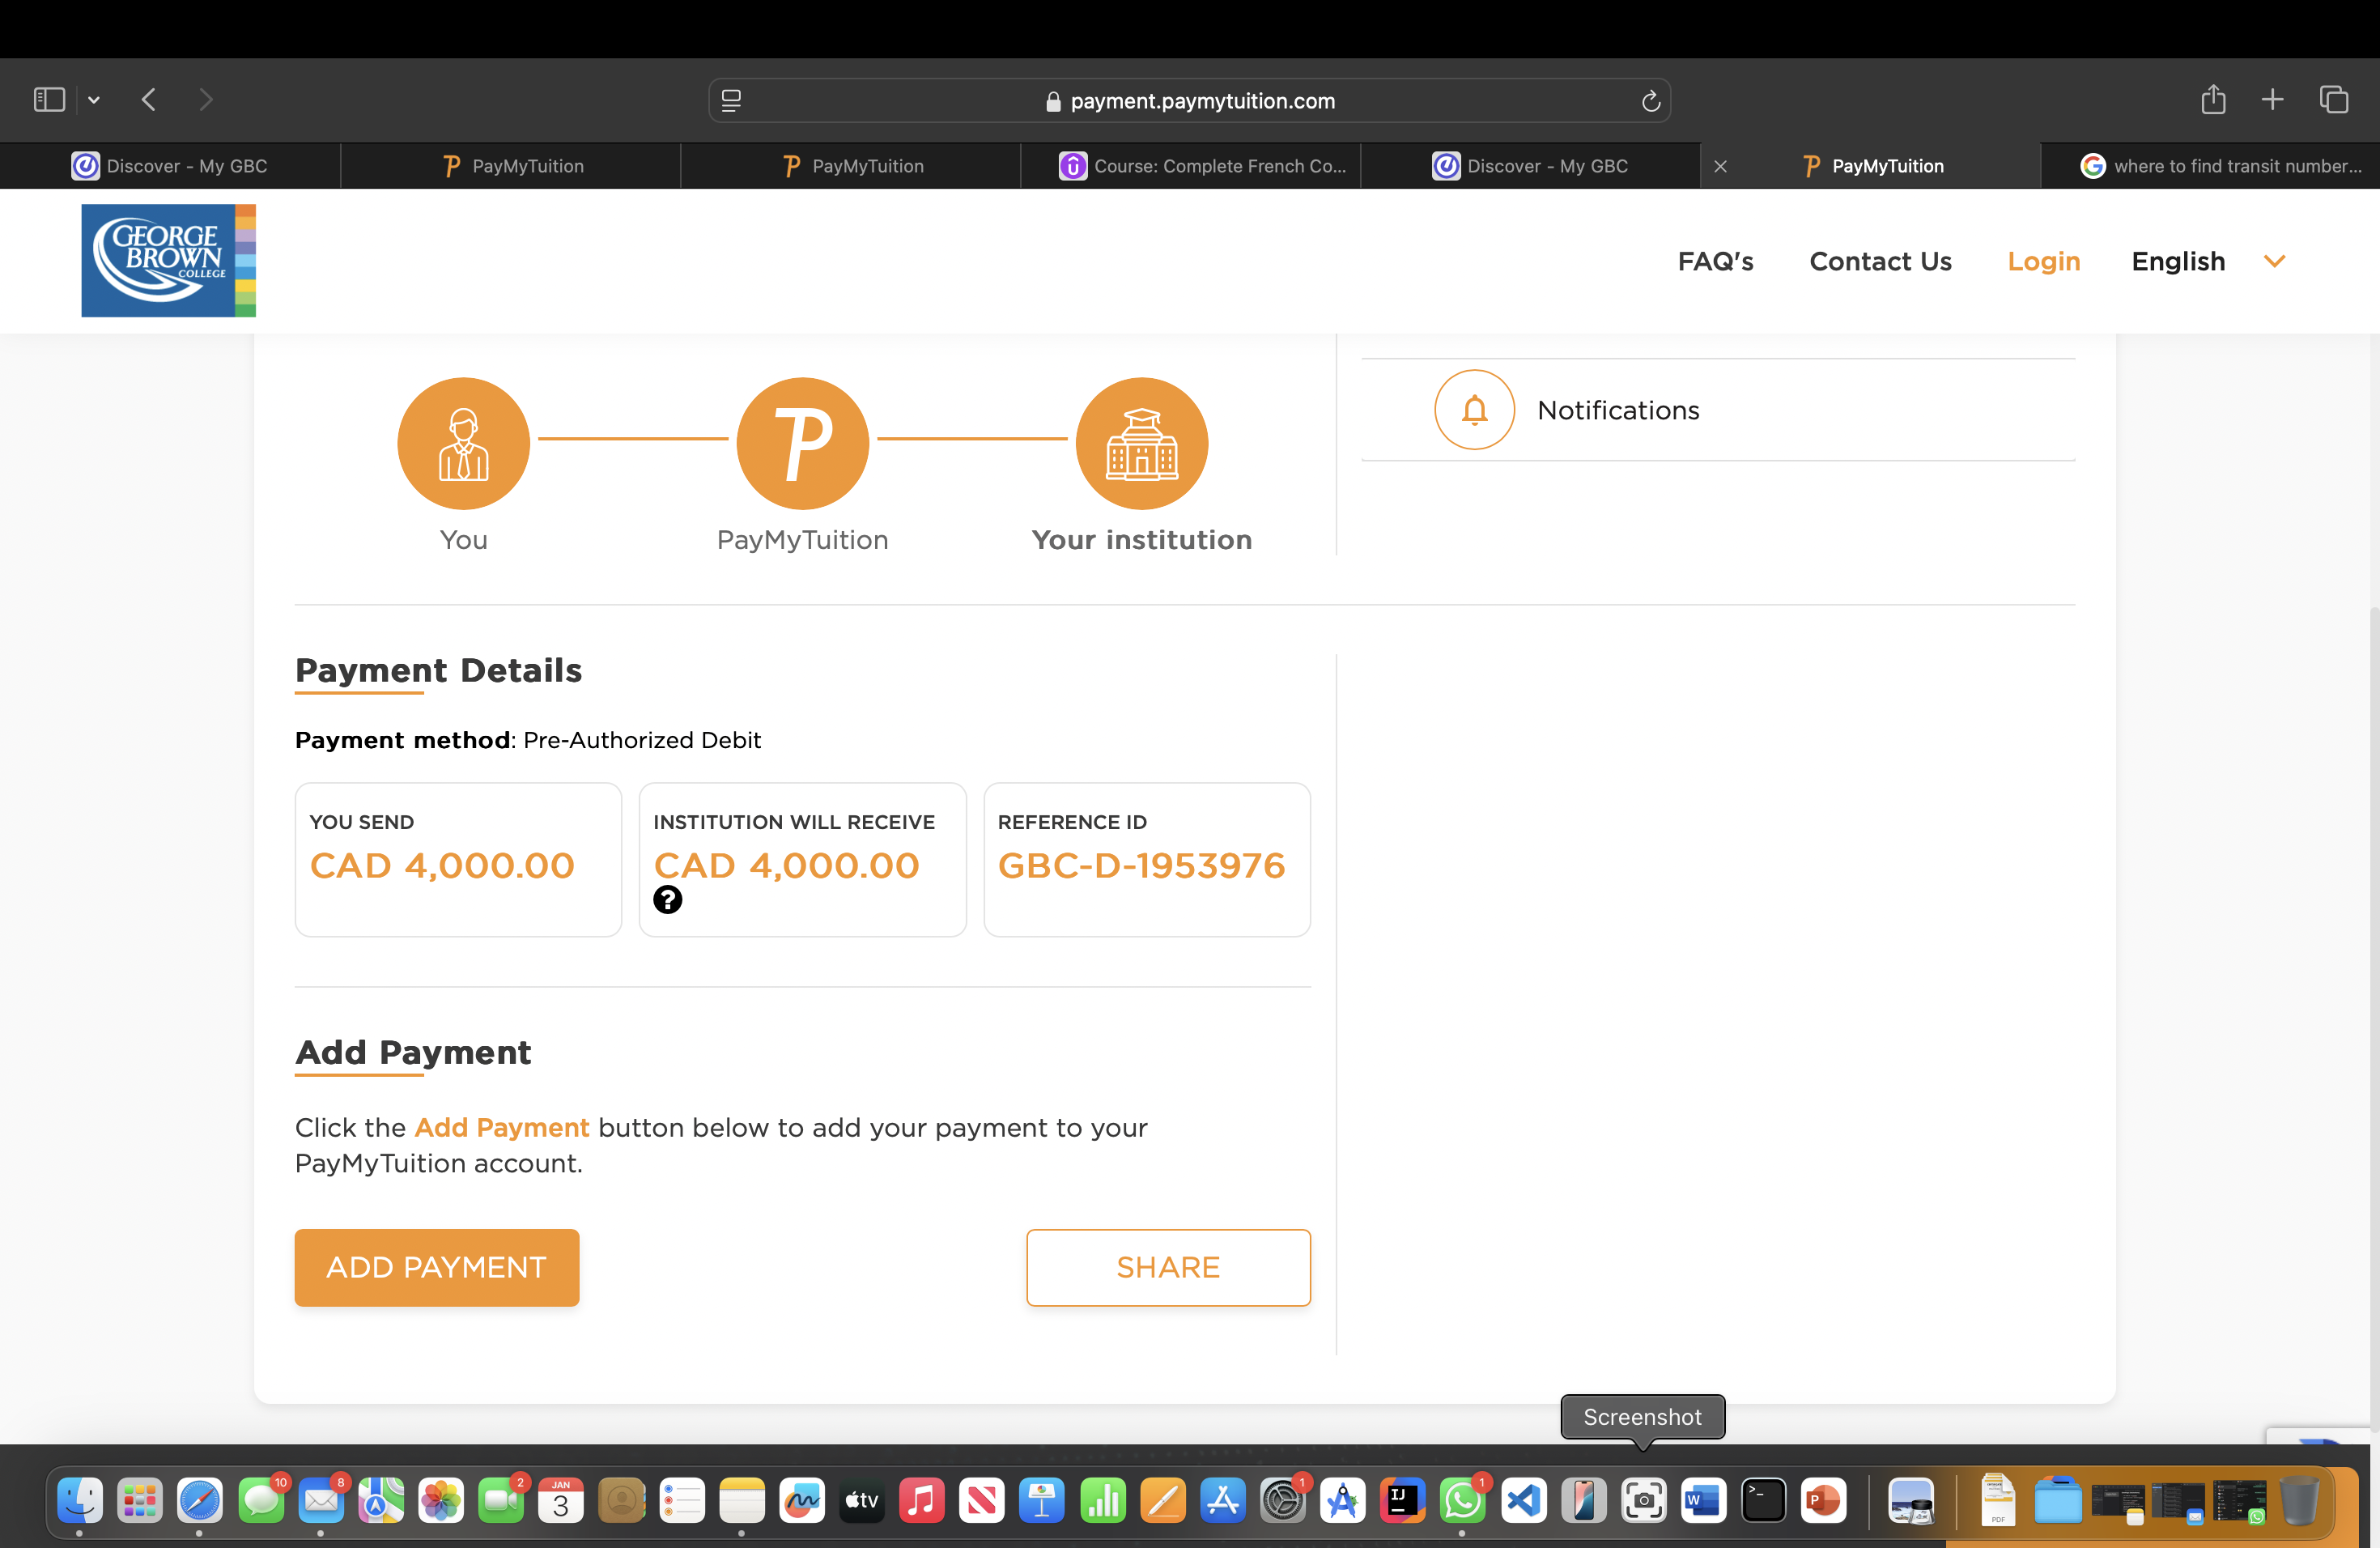 payment.paymytuition.com
Discover - My GBC
PayMyTuition
PayMyTuition
Course: Complete French Co...
Discover - My GBC
PayMyTuition
where to find transit number...
GEORGE
BROWN
COLLEGE
FAQ's
Contact Us
Login
English
Notifications
You
PayMyTuition
Your institution
Payment Details
Payment method: Pre-Authorized Debit
YOU SEND
CAD 4,000.00
INSTITUTION WILL RECEIVE
CAD 4,000.00
?
REFERENCE ID
GBC-D-1953976
Add Payment
Click the Add Payment button below to add your payment to your
PayMyTuition account.
ADD PAYMENT
SHARE
Screenshot
10
8
2
JAN
3
tv
1
IJ
1
W
>_
P
PDF